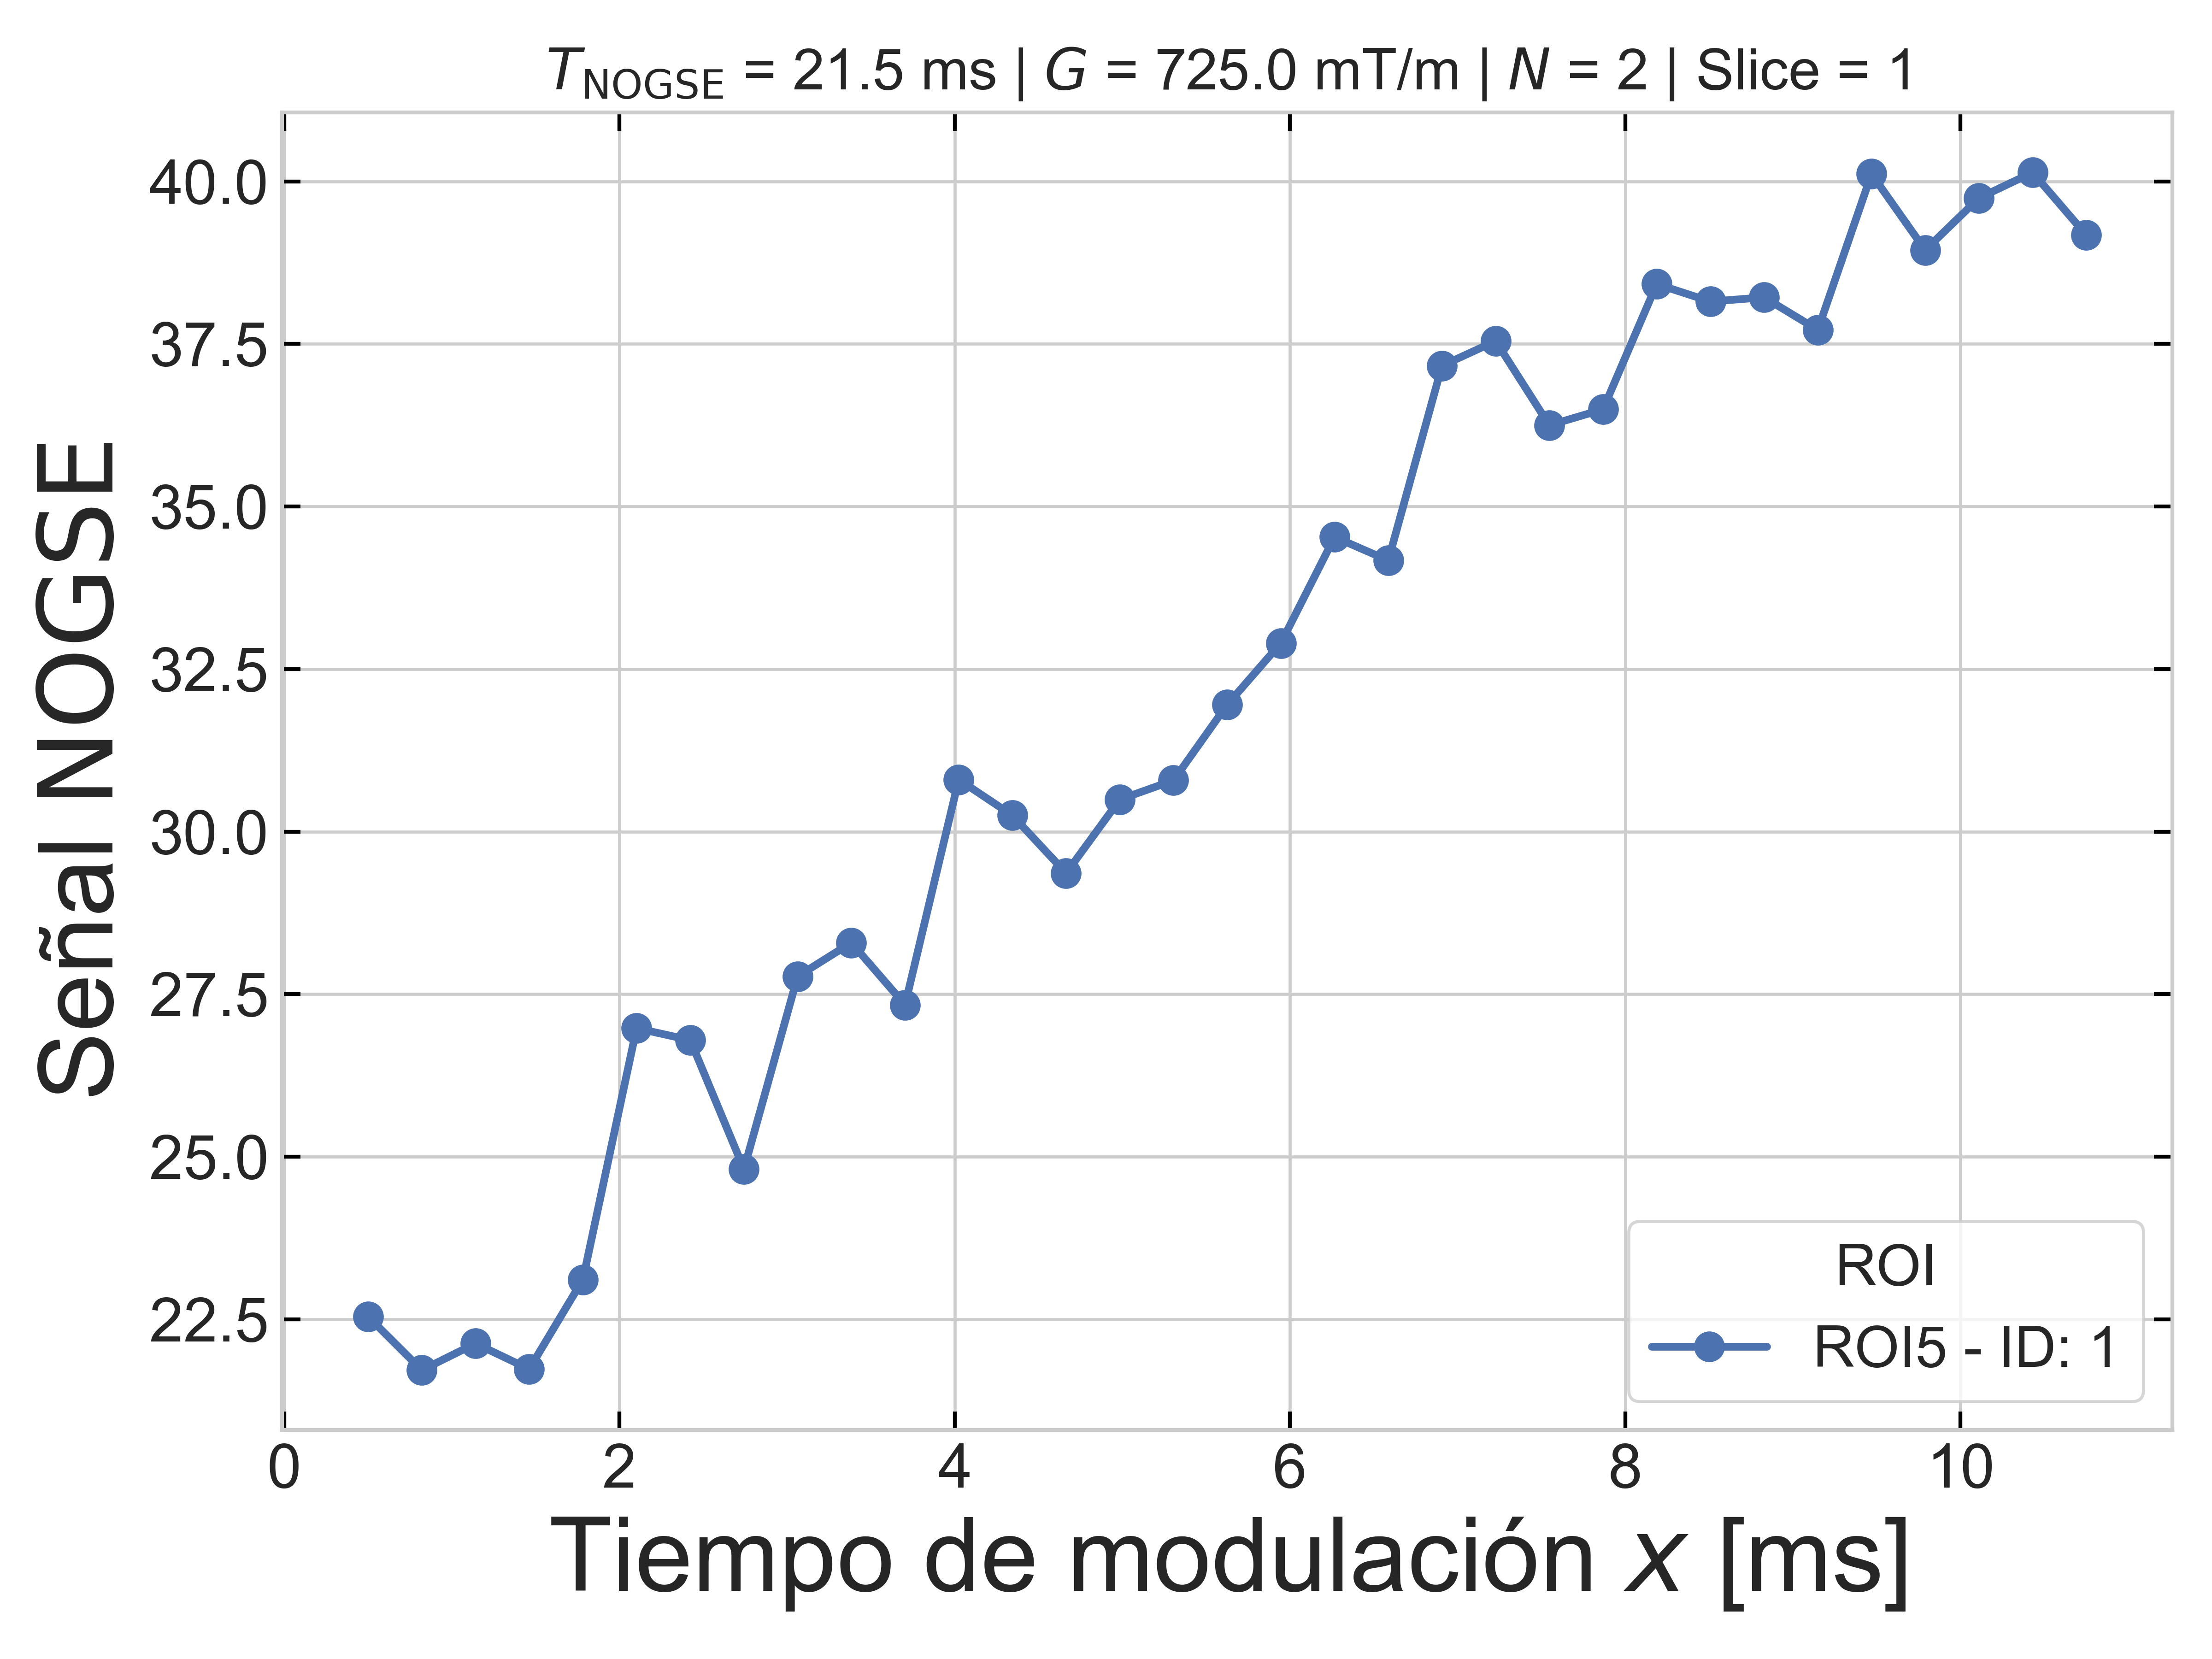 T_NOGSE = 21.5 ms | G = 725.0 mT/m | N = 2 | Slice = 1
Señal NOGSE
40.0
37.5
35.0
32.5
30.0
27.5
25.0
22.5
ROI
ROI5 - ID: 1
0 2 4 6 8 10
Tiempo de modulación x [ms]